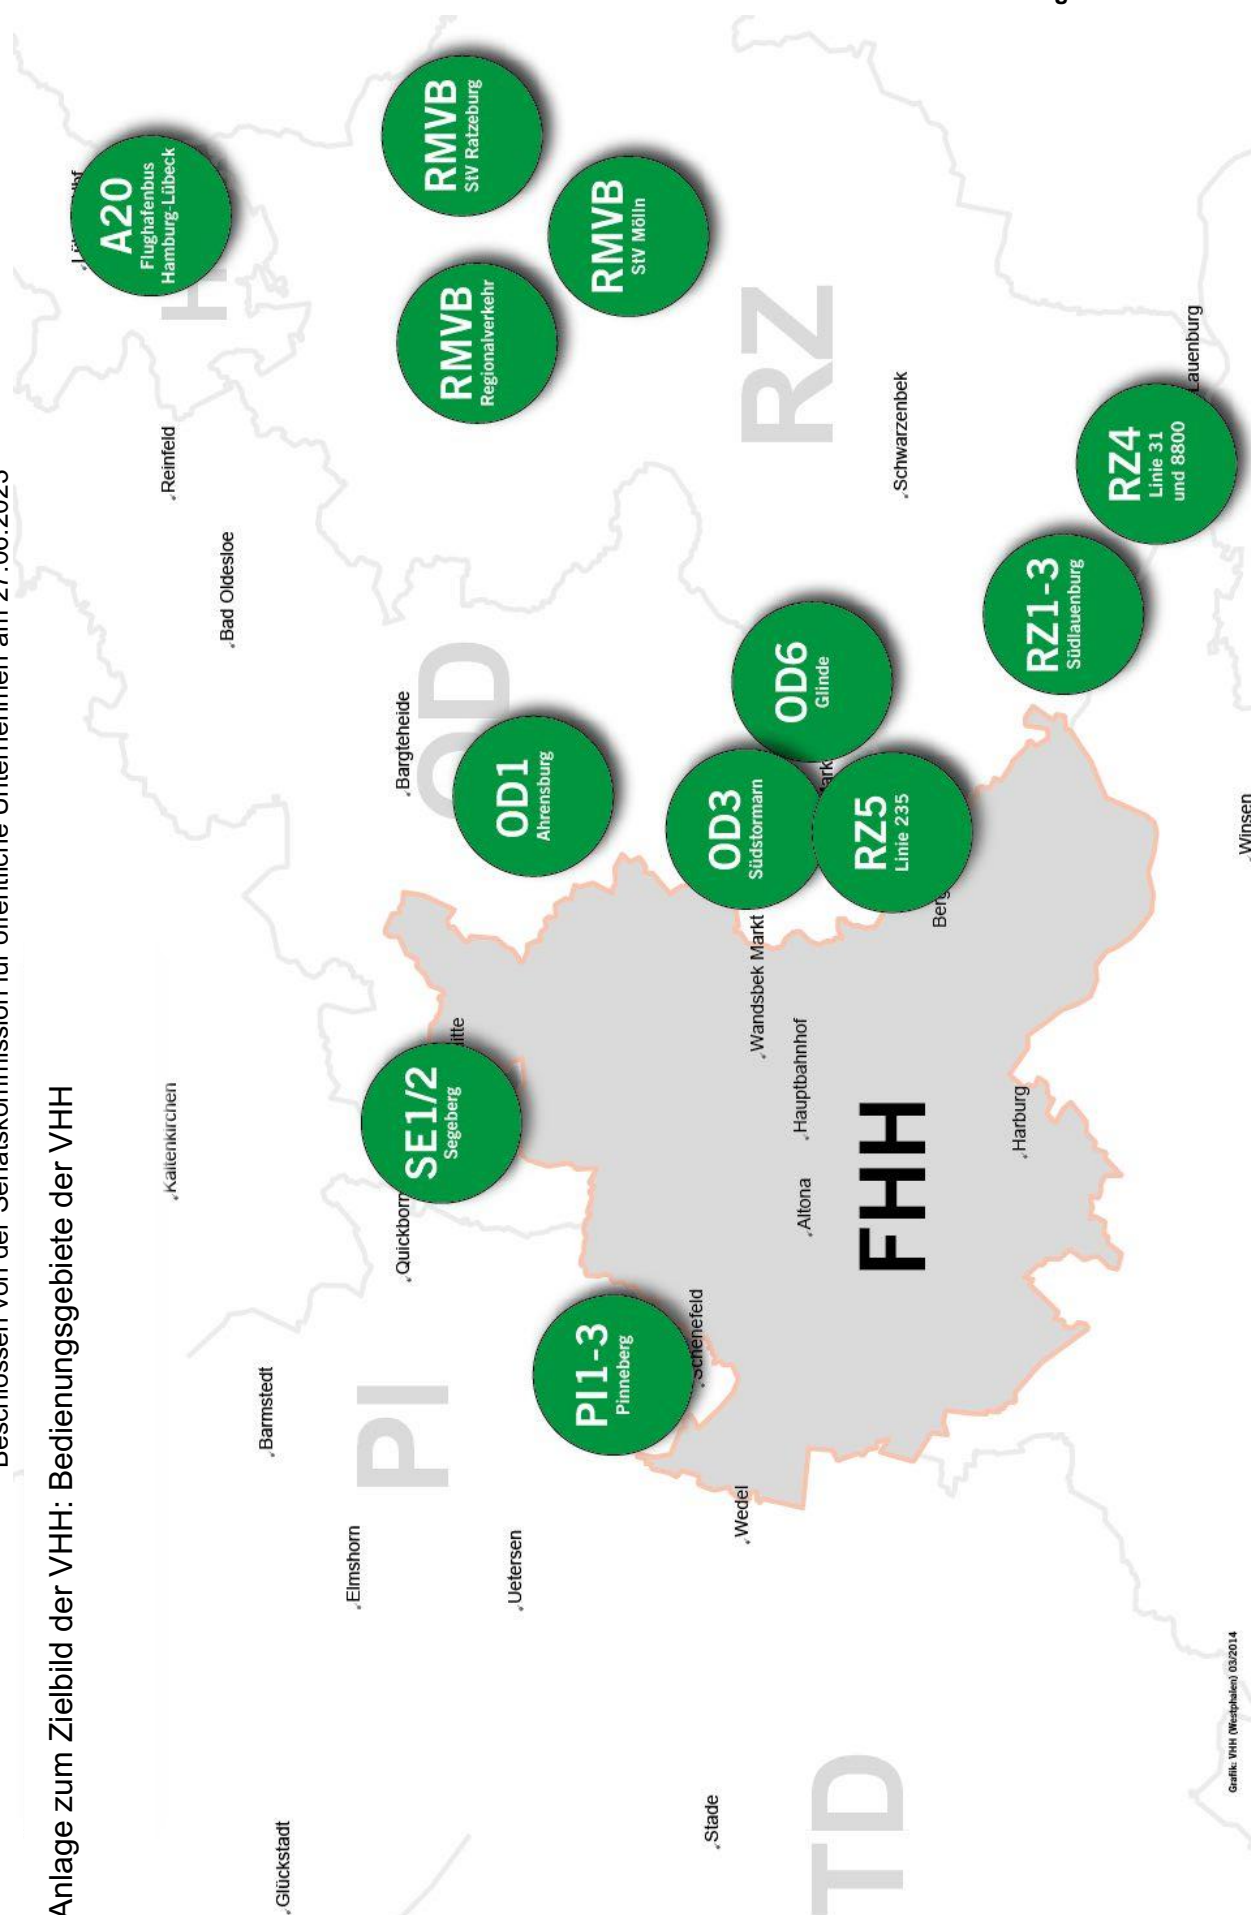 Anlage zum Zielbild der VHH: Bedienungsgebiete der VHH
A20
Flughafenbus
Hamburg-Lübeck
Reinfeld
Bad Oldesloe
Kaltenkirchen
Barmstedt
Glückstadt
Elmshorn
PI
Quickborn
SE1/2
Segeberg
Bargteheide
OD
RMVB
StV Ratzeburg
RMVB
Regionalverkehr
RMVB
StV Mölln
OD1
Ahrensburg
Uetersen
PI1-3
Pinneberg
Schenefeld
Wedel
Stade
TD
RZ
OD3
Südstormarn
OD6
Glinde
RZ5
Linie 235
Wandsbek Markt
Hauptbahnhof
Altona
FHH
Harburg
Schwarzenbek
RZ1-3
Südlauenburg
RZ4
Linie 31
und 8800
Lauenburg
Winsen
Grafik: VHH (Westphalen) 03/2014